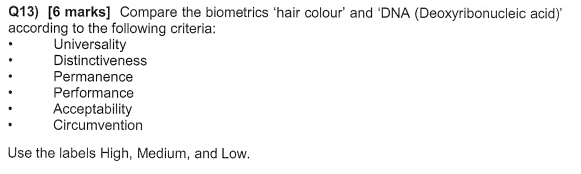 Q13) [6 marks] Compare the biometrics 'hair colour' and 'DNA (Deoxyribonucleic acid)'
according to the following criteria:
• Universality
• Distinctiveness
• Permanence
• Performance
• Acceptability
• Circumvention
Use the labels High, Medium, and Low.